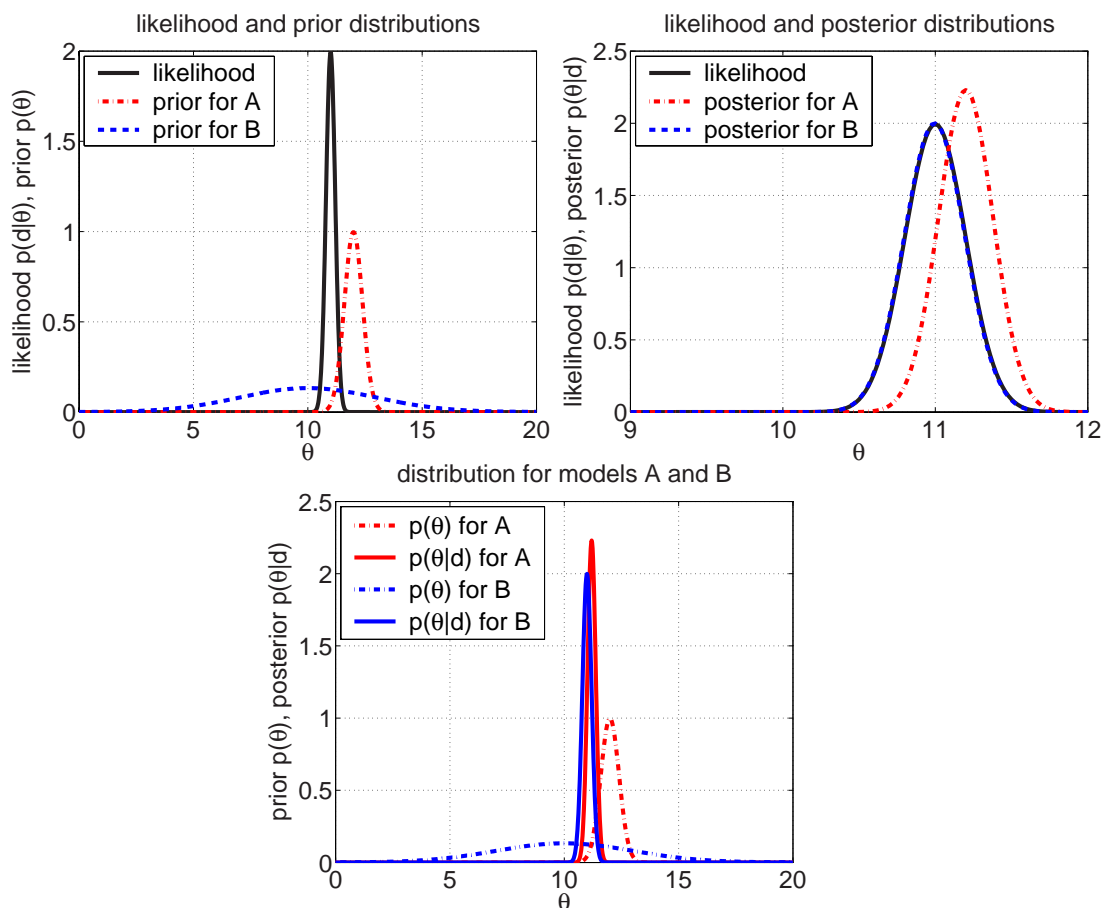 likelihood and prior distributions
2
1.5
1
0.5
0
likelihood p(d|θ), prior p(θ)
likelihood
prior for A
prior for B
0 5 10 15 20
θ
likelihood and posterior distributions
2.5
2
1.5
1
0.5
0
likelihood p(d|θ), posterior p(θ|d)
likelihood
posterior for A
posterior for B
9 10 11 12
θ
distribution for models A and B
2.5
2
1.5
1
0.5
0
prior p(θ), posterior p(θ|d)
p(θ) for A
p(θ|d) for A
p(θ) for B
p(θ|d) for B
0 5 10 15 20
θ